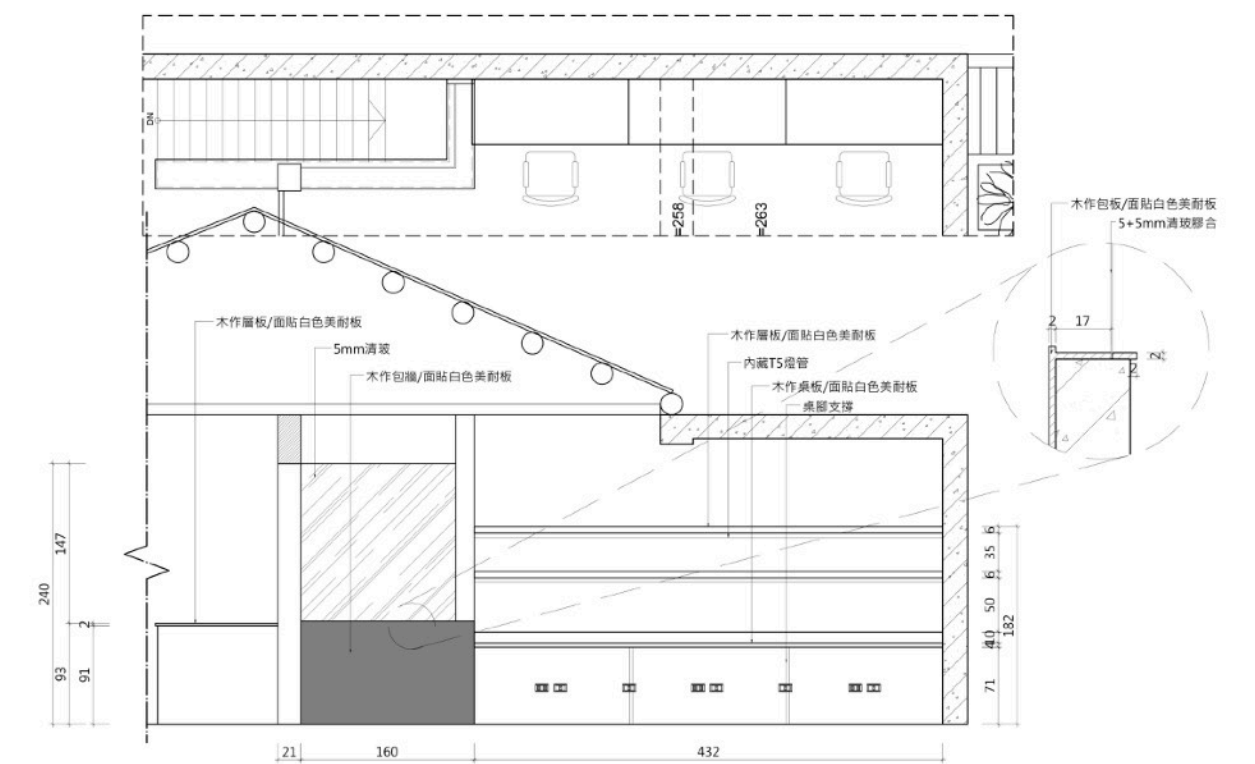 DN
=258
=263
木作包板/面貼白色美耐板
5+5mm清玻膠合
2
17
2
2
木作層板/面貼白色美耐板
5mm清玻
木作包牆/面貼白色美耐板
木作層板/面貼白色美耐板
內藏T5燈管
木作桌板/面貼白色美耐板
桌腳支撐
240
147
93
2
91
6
35
6
50
10
4
71
182
21
160
432